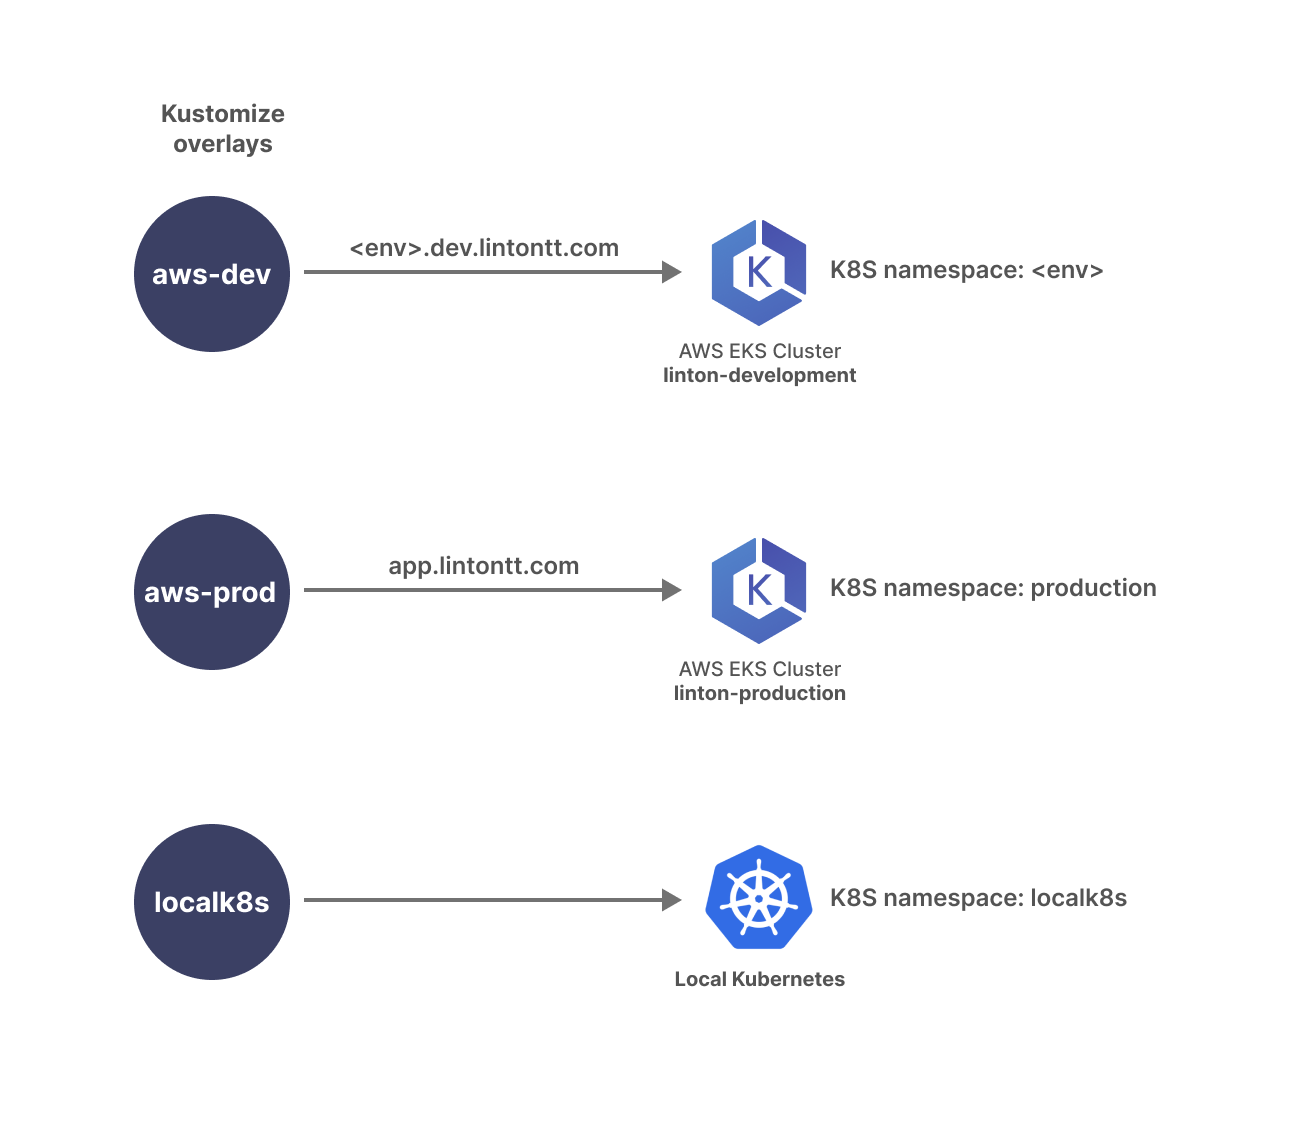 Kustomize
overlays
aws-dev
<env>.dev.lintontt.com
K
K8S namespace: <env>
AWS EKS Cluster
linton-development
aws-prod
app.lintontt.com
K
K8S namespace: production
AWS EKS Cluster
linton-production
localk8s
K8S namespace: localk8s
Local Kubernetes